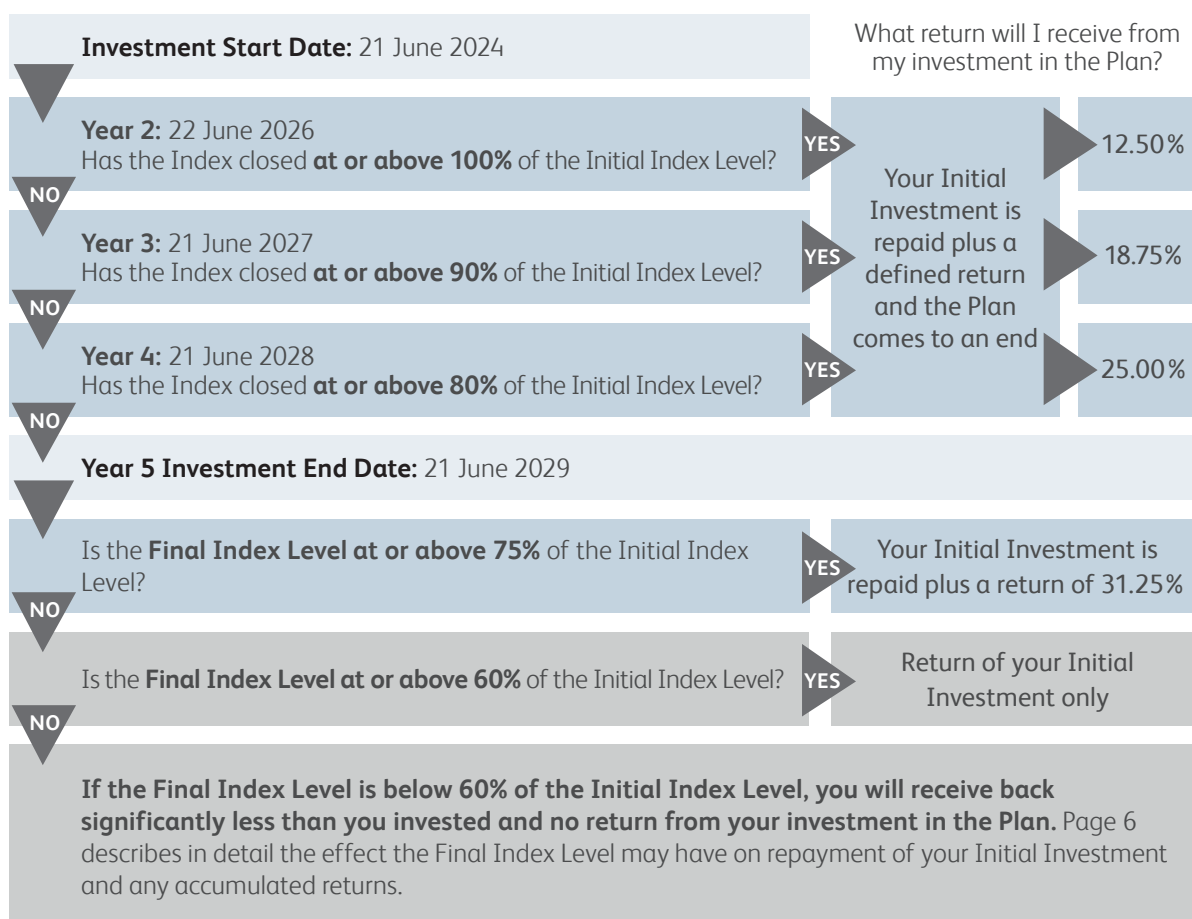 Investment Start Date: 21 June 2024
What return will I receive from
my investment in the Plan?
Year 2: 22 June 2026
Has the Index closed at or above 100% of the Initial Index Level?
YES
12.50%
NO
Year 3: 21 June 2027
Has the Index closed at or above 90% of the Initial Index Level?
YES
18.75%
NO
Year 4: 21 June 2028
Has the Index closed at or above 80% of the Initial Index Level?
YES
25.00%
Your Initial
Investment is
repaid plus a
defined return
and the Plan
comes to an end
NO
Year 5 Investment End Date: 21 June 2029
Is the Final Index Level at or above 75% of the Initial Index
Level?
YES
Your Initial Investment is
repaid plus a return of 31.25%
NO
Is the Final Index Level at or above 60% of the Initial Index Level?
YES
Return of your Initial
Investment only
NO
If the Final Index Level is below 60% of the Initial Index Level, you will receive back
significantly less than you invested and no return from your investment in the Plan. Page 6
describes in detail the effect the Final Index Level may have on repayment of your Initial Investment
and any accumulated returns.